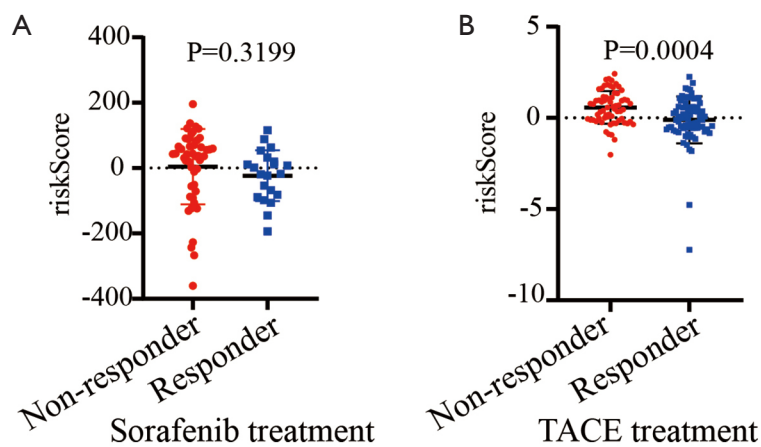 A
400
200
0
-200
-400
riskScore
P=0.3199
Non-responder
Responder
Sorafenib treatment
B
5
0
-5
-10
riskScore
P=0.0004
Non-responder
Responder
TACE treatment